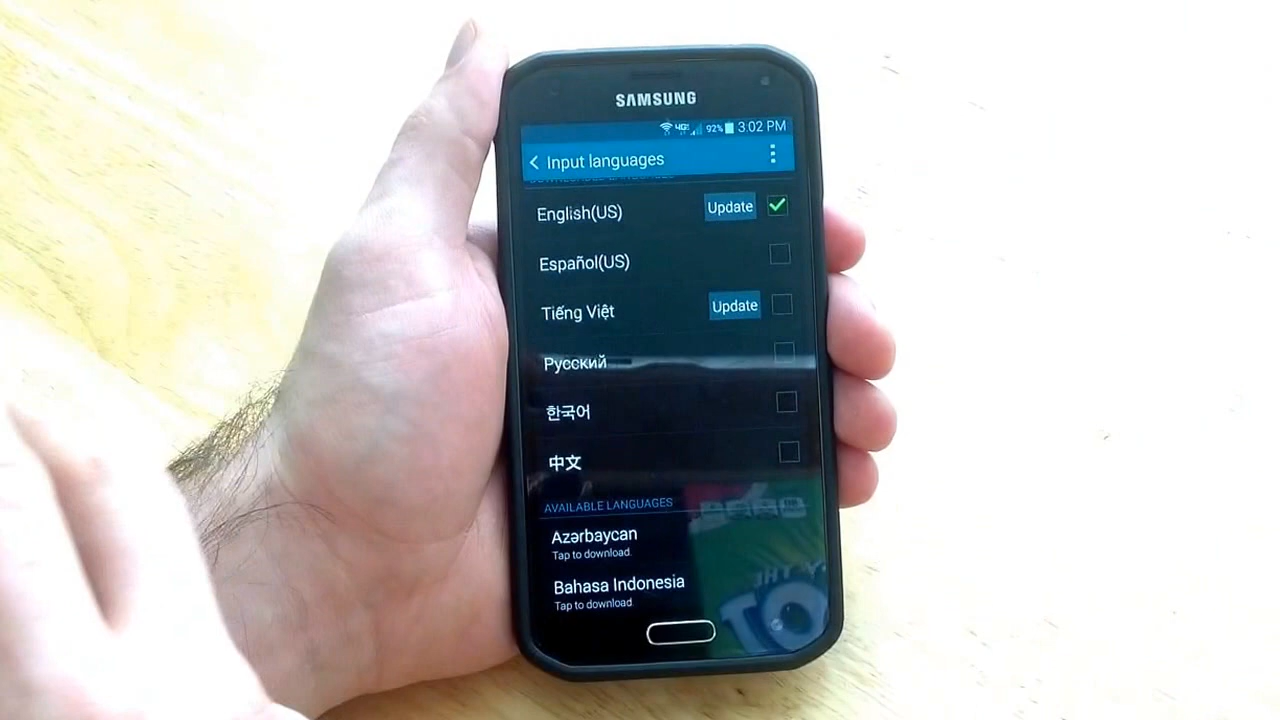 SAMSUNG
4G 92% 3:02 PM
Input languages
English(US) Update
Español(US)
Tiếng Việt Update
Русский
한국어
中文
AVAILABLE LANGUAGES
Azərbaycan
Tap to download.
Bahasa Indonesia
Tap to download.